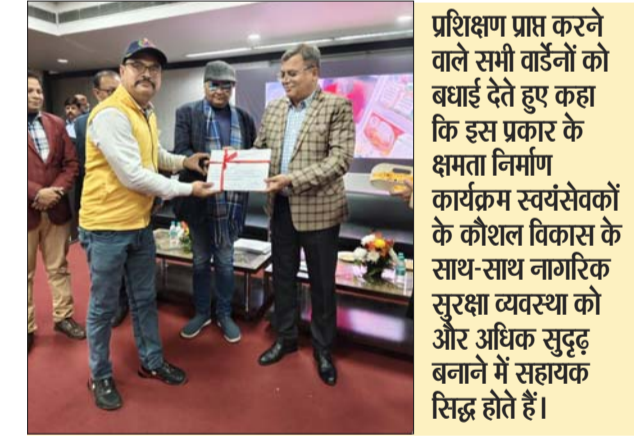 प्रशिक्षण प्राप्त करने
वाले सभी वार्डेनों को
बधाई देते हुए कहा
कि इस प्रकार के
क्षमता निर्माण
कार्यक्रम स्वयंसेवकों
के कौशल विकास के
साथ-साथ नागरिक
सुरक्षा व्यवस्था को
और अधिक सुदृढ़
बनाने में सहायक
सिद्ध होते हैं।